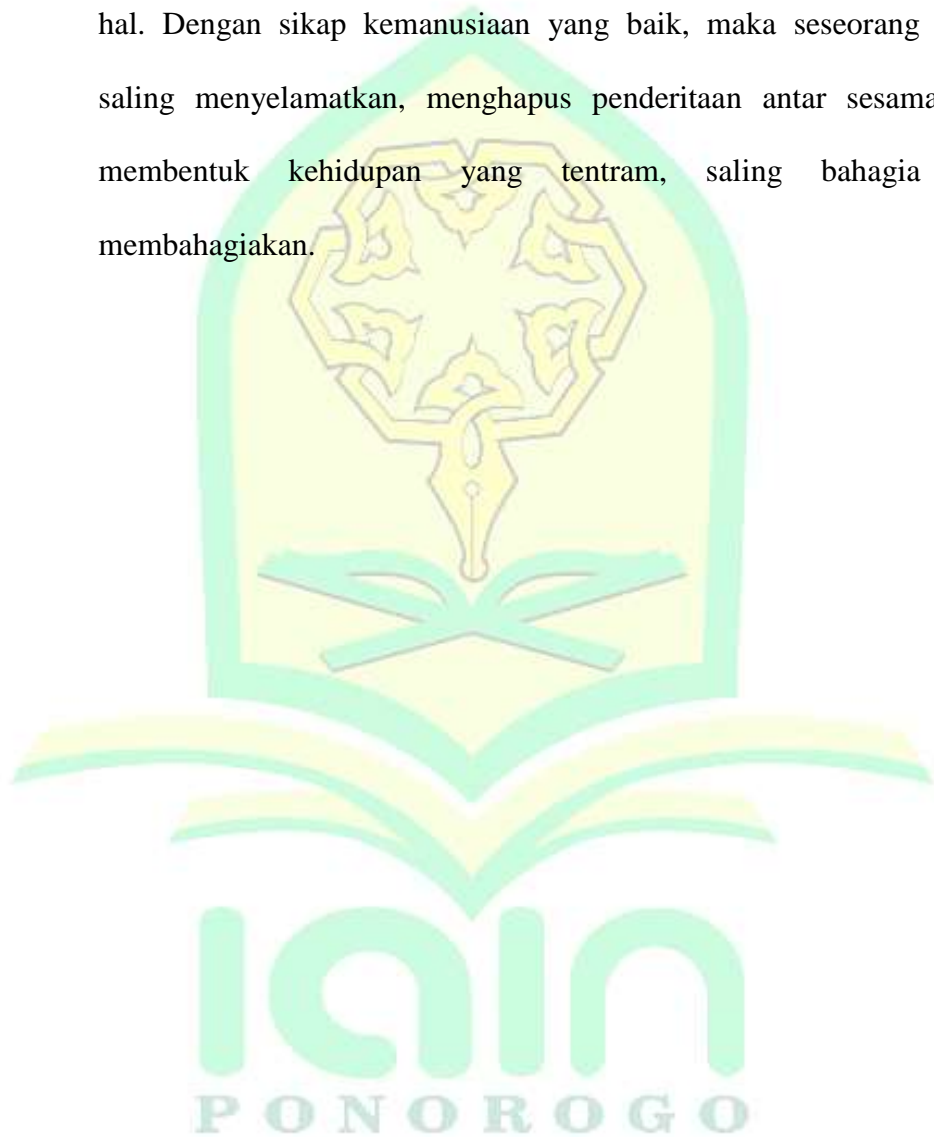 hal. Dengan sikap kemanusiaan yang baik, maka seseorang
saling menyelamatkan, menghapus penderitaan antar sesama
membentuk kehidupan yang tentram, saling bahagia
membahagiakan.
iain
PONOROGO